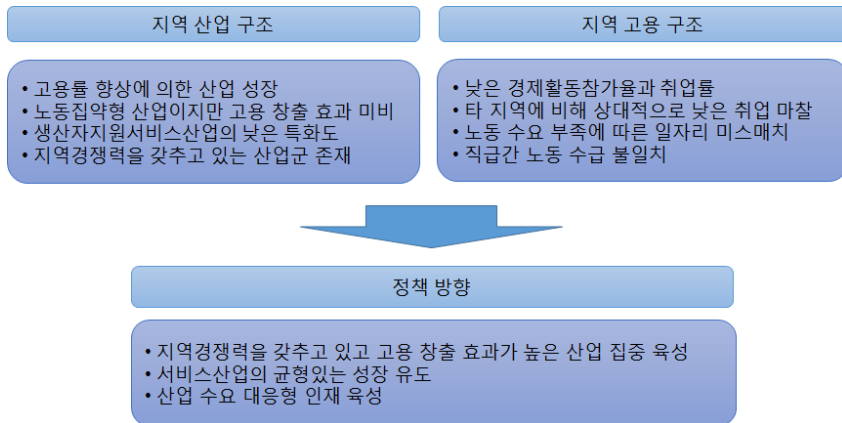 지역 산업 구조
• 고용률 향상에 의한 산업 성장
• 노동집약형 산업이지만 고용 창출 효과 미비
• 생산자지원서비스산업의 낮은 특화도
• 지역경쟁력을 갖추고 있는 산업군 존재
지역 고용 구조
• 낮은 경제활동참가율과 취업률
• 타 지역에 비해 상대적으로 낮은 취업 마찰
• 노동 수요 부족에 따른 일자리 미스매치
• 직급간 노동 수급 불일치
정책 방향
• 지역경쟁력을 갖추고 있고 고용 창출 효과가 높은 산업 집중 육성
• 서비스산업의 균형있는 성장 유도
• 산업 수요 대응형 인재 육성